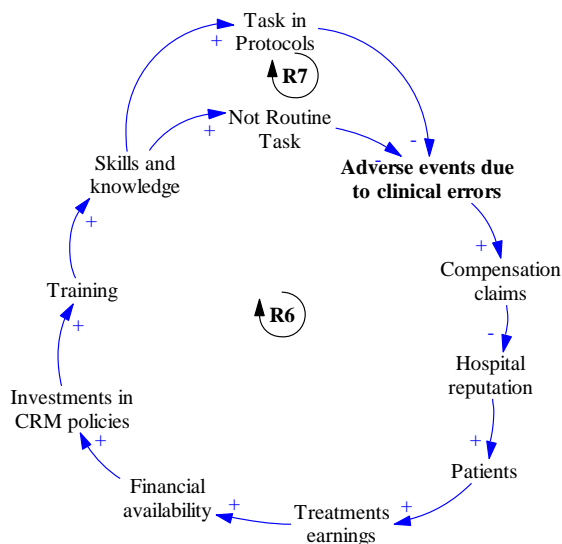 Task in
Protocols
+
R7
-
Not Routine
Task
+
-
Skills and
knowledge
Adverse events due
to clinical errors
+
+
Compensation
claims
Training
R6
+
-
Hospital
reputation
Investments in
CRM policies
+
+
Patients
Financial
availability
+
+
Treatments
earnings